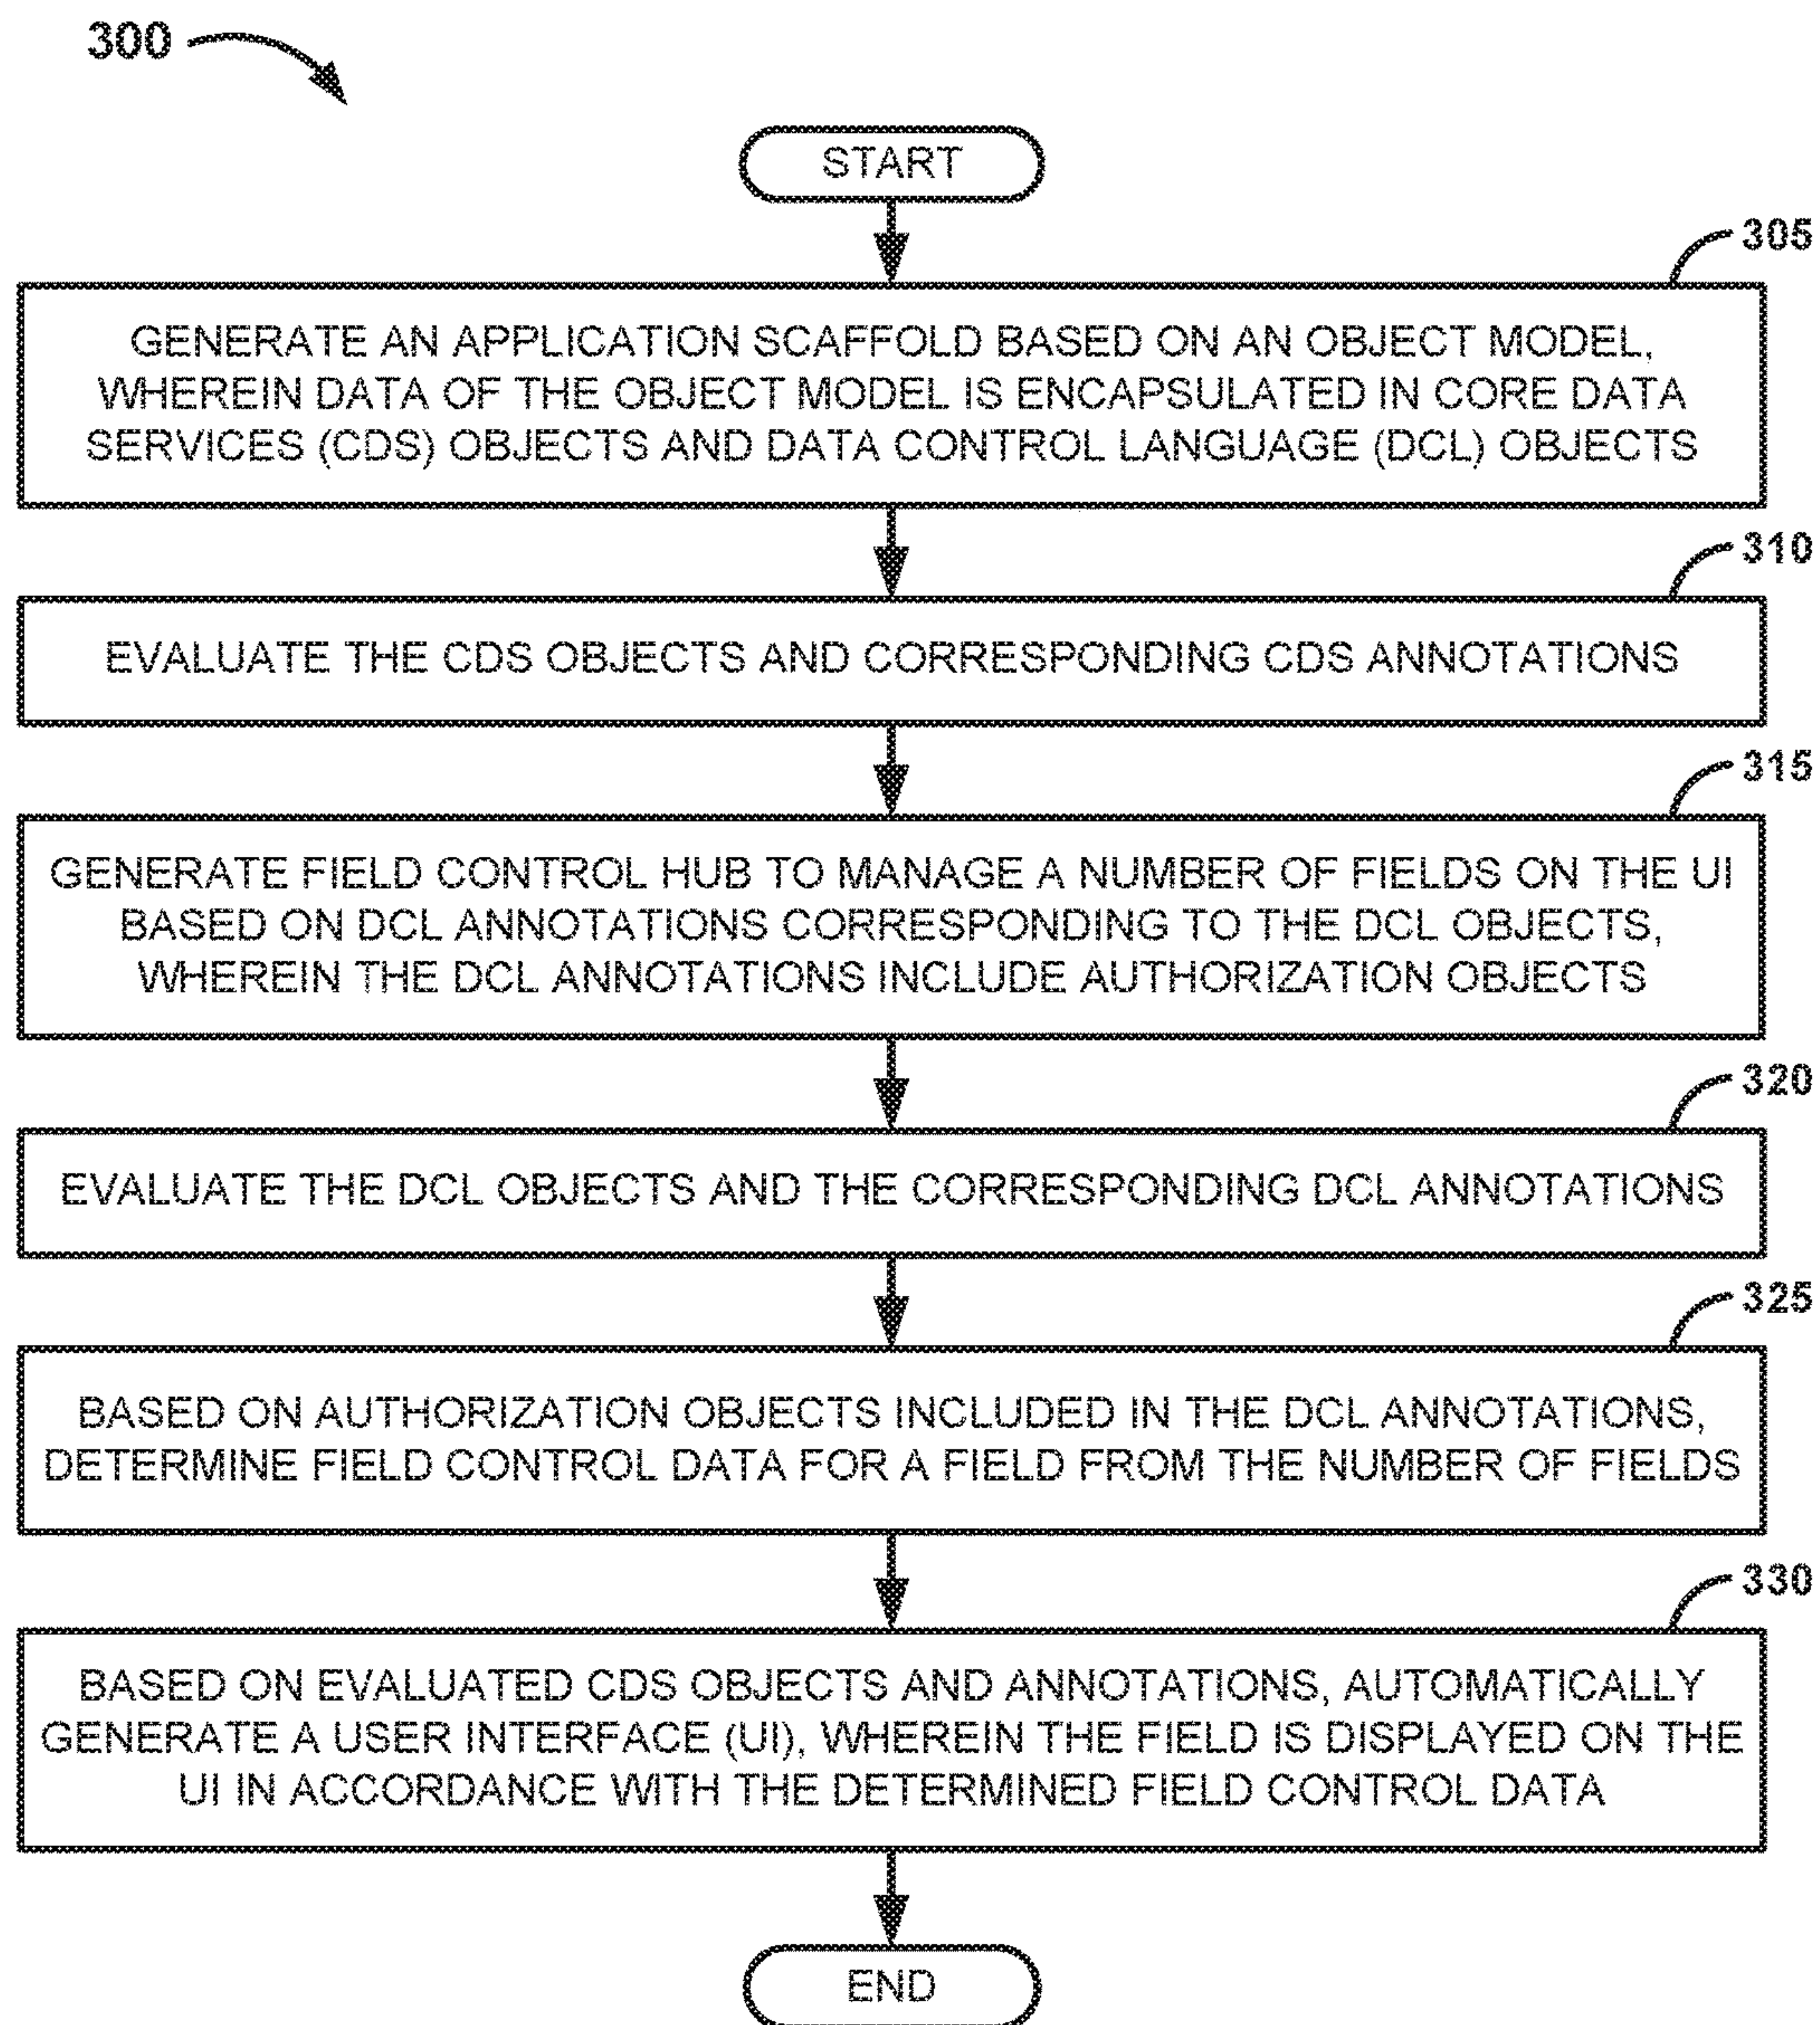 300
START
305
GENERATE AN APPLICATION SCAFFOLD BASED ON AN OBJECT MODEL,
WHEREIN DATA OF THE OBJECT MODEL IS ENCAPSULATED IN CORE DATA
SERVICES (CDS) OBJECTS AND DATA CONTROL LANGUAGE (DCL) OBJECTS
310
EVALUATE THE CDS OBJECTS AND CORRESPONDING CDS ANNOTATIONS
315
GENERATE FIELD CONTROL HUB TO MANAGE A NUMBER OF FIELDS ON THE UI
BASED ON DCL ANNOTATIONS CORRESPONDING TO THE DCL OBJECTS,
WHEREIN THE DCL ANNOTATIONS INCLUDE AUTHORIZATION OBJECTS
320
EVALUATE THE DCL OBJECTS AND THE CORRESPONDING DCL ANNOTATIONS
325
BASED ON AUTHORIZATION OBJECTS INCLUDED IN THE DCL ANNOTATIONS,
DETERMINE FIELD CONTROL DATA FOR A FIELD FROM THE NUMBER OF FIELDS
330
BASED ON EVALUATED CDS OBJECTS AND ANNOTATIONS, AUTOMATICALLY
GENERATE A USER INTERFACE (UI), WHEREIN THE FIELD IS DISPLAYED ON THE
UI IN ACCORDANCE WITH THE DETERMINED FIELD CONTROL DATA
END